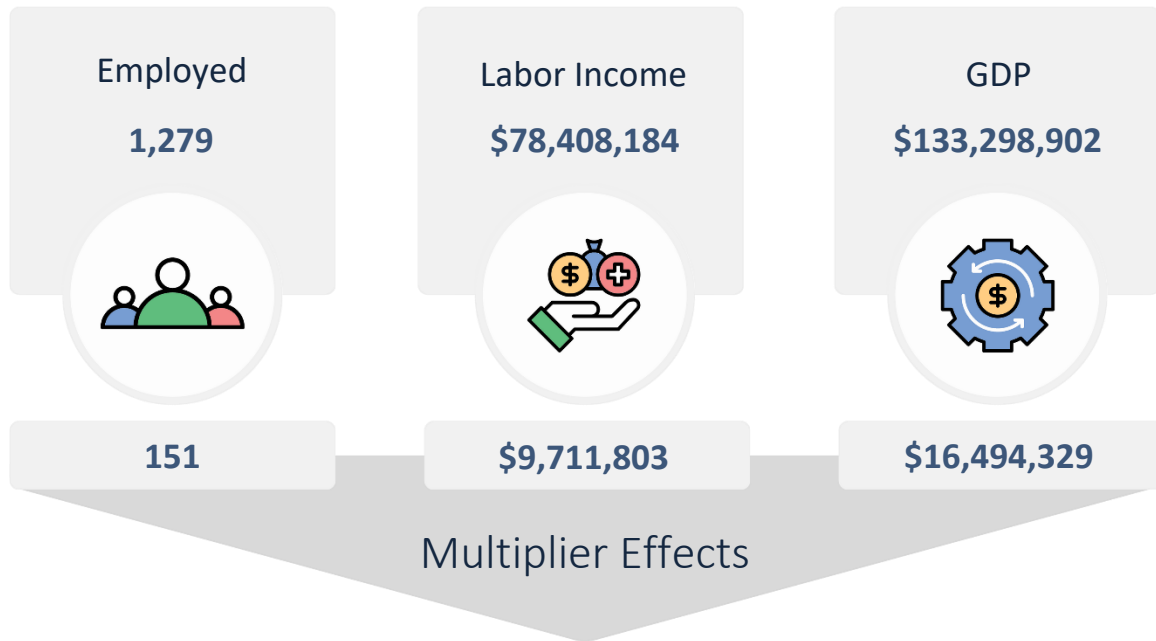 Employed
1,279
Labor Income
$78,408,184
GDP
$133,298,902
$
$
151
$9,711,803
$16,494,329
Multiplier Effects